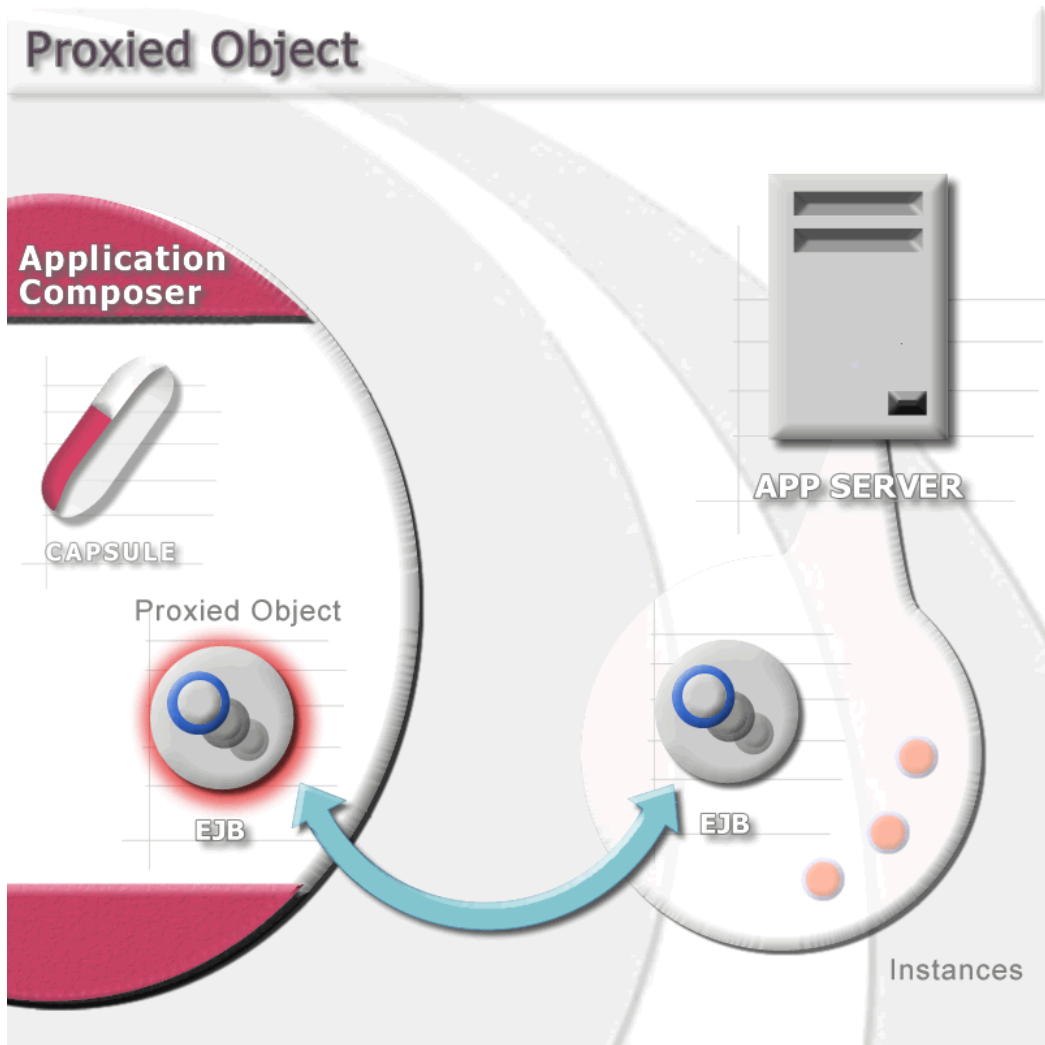 Proxied Object
Application
Composer
CAPSULE
APP SERVER
Proxied Object
EJB
EJB
Instances